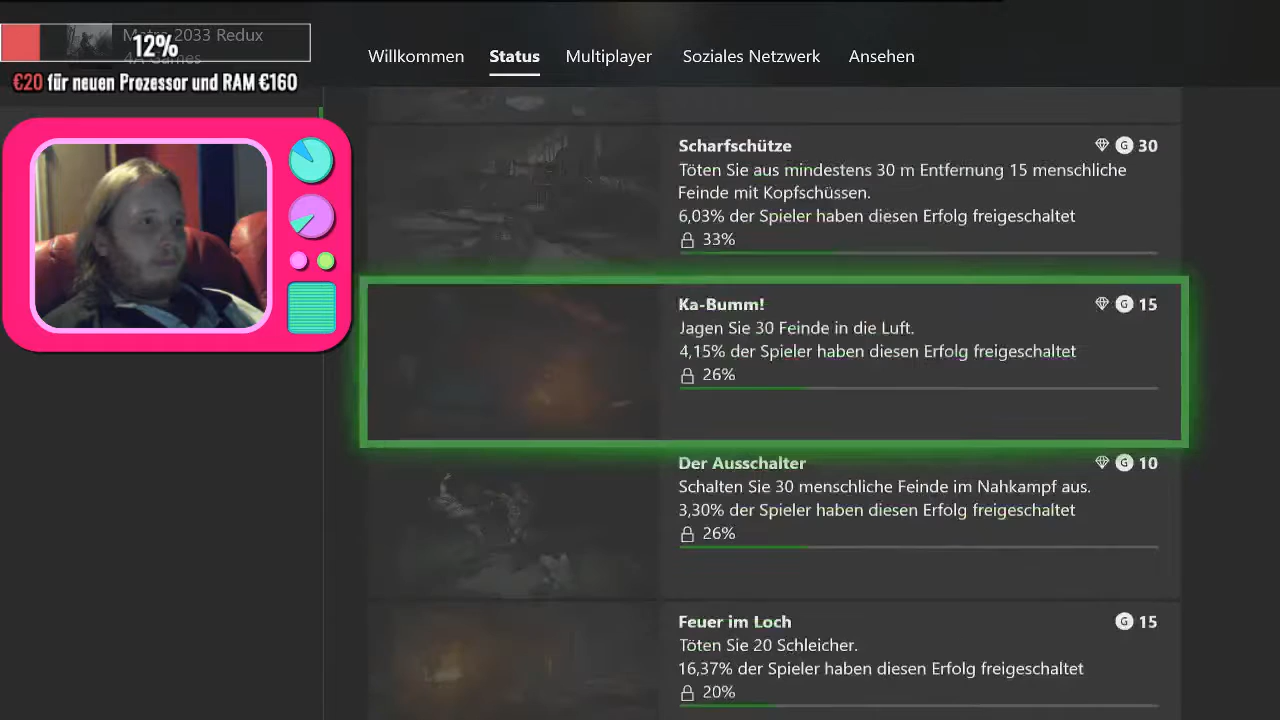 Metro 2033 Redux
12%
4A Games
€20 für neuen Prozessor und RAM €160
Willkommen Status Multiplayer Soziales Netzwerk Ansehen
Scharfschütze G 30
Töten Sie aus mindestens 30 m Entfernung 15 menschliche
Feinde mit Kopfschüssen.
6,03% der Spieler haben diesen Erfolg freigeschaltet
33%
Ka-Bumm! G 15
Jagen Sie 30 Feinde in die Luft.
4,15% der Spieler haben diesen Erfolg freigeschaltet
26%
Der Ausschalter G 10
Schalten Sie 30 menschliche Feinde im Nahkampf aus.
3,30% der Spieler haben diesen Erfolg freigeschaltet
26%
Feuer im Loch G 15
Töten Sie 20 Schleicher.
16,37% der Spieler haben diesen Erfolg freigeschaltet
20%